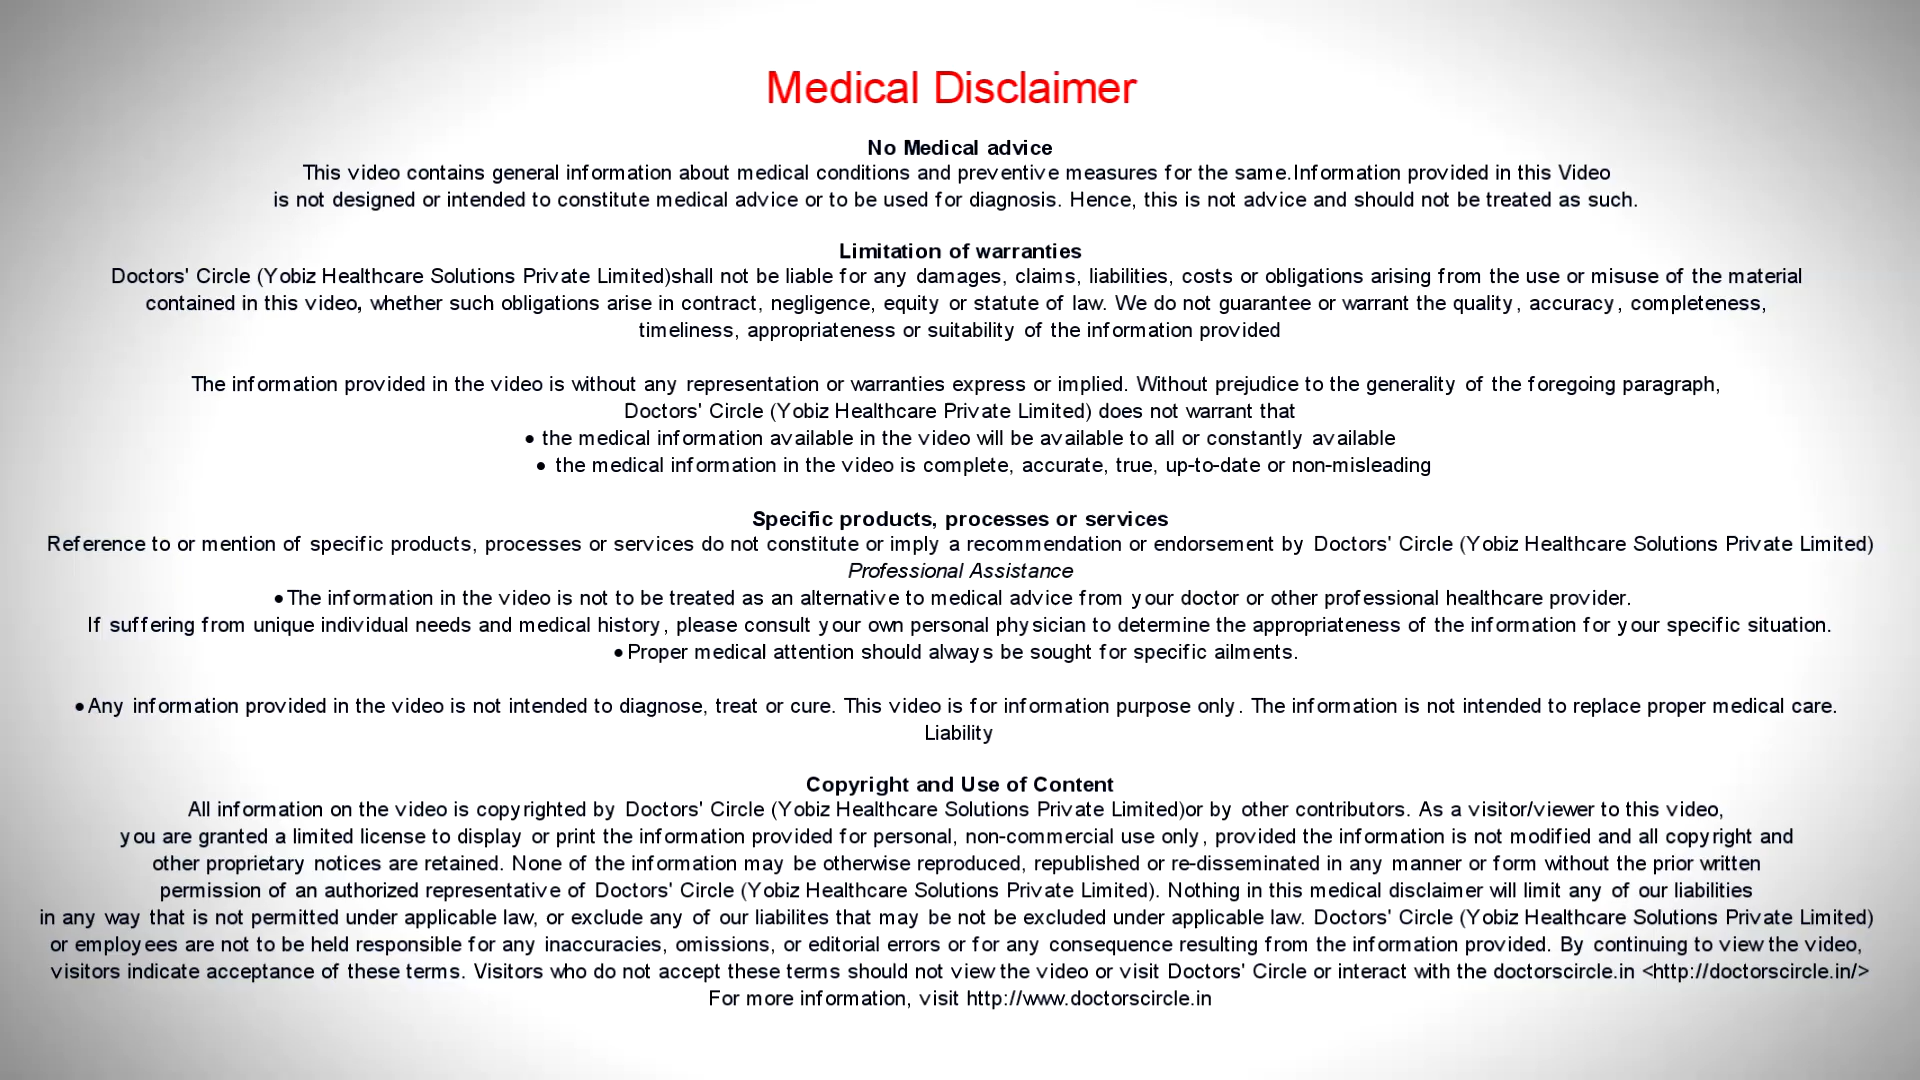 Medical Disclaimer
No Medical advice
This video contains general information about medical conditions and preventive measures for the same.Information provided in this Video
is not designed or intended to constitute medical advice or to be used for diagnosis. Hence, this is not advice and should not be treated as such.
Limitation of warranties
Doctors' Circle (Yobiz Healthcare Solutions Private Limited)shall not be liable for any damages, claims, liabilities, costs or obligations arising from the use or misuse of the material
contained in this video, whether such obligations arise in contract, negligence, equity or statute of law. We do not guarantee or warrant the quality, accuracy, completeness,
timeliness, appropriateness or suitability of the information provided
The information provided in the video is without any representation or warranties express or implied. Without prejudice to the generality of the foregoing paragraph,
Doctors' Circle (Yobiz Healthcare Private Limited) does not warrant that
• the medical information available in the video will be available to all or constantly available
• the medical information in the video is complete, accurate, true, up-to-date or non-misleading
Specific products, processes or services
Reference to or mention of specific products, processes or services do not constitute or imply a recommendation or endorsement by Doctors' Circle (Yobiz Healthcare Solutions Private Limited)
Professional Assistance
•The information in the video is not to be treated as an alternative to medical advice from your doctor or other professional healthcare provider.
If suffering from unique individual needs and medical history, please consult your own personal physician to determine the appropriateness of the information for your specific situation.
•Proper medical attention should always be sought for specific ailments.
•Any information provided in the video is not intended to diagnose, treat or cure. This video is for information purpose only. The information is not intended to replace proper medical care.
Liability
Copyright and Use of Content
All information on the video is copyrighted by Doctors' Circle (Yobiz Healthcare Solutions Private Limited)or by other contributors. As a visitor/viewer to this video,
you are granted a limited license to display or print the information provided for personal, non-commercial use only, provided the information is not modified and all copyright and
other proprietary notices are retained. None of the information may be otherwise reproduced, republished or re-disseminated in any manner or form without the prior written
permission of an authorized representative of Doctors' Circle (Yobiz Healthcare Solutions Private Limited). Nothing in this medical disclaimer will limit any of our liabilities
in any way that is not permitted under applicable law, or exclude any of our liabilites that may be not be excluded under applicable law. Doctors' Circle (Yobiz Healthcare Solutions Private Limited)
or employees are not to be held responsible for any inaccuracies, omissions, or editorial errors or for any consequence resulting from the information provided. By continuing to view the video,
visitors indicate acceptance of these terms. Visitors who do not accept these terms should not view the video or visit Doctors' Circle or interact with the doctorscircle.in <http://doctorscircle.in/>
For more information, visit http://www.doctorscircle.in